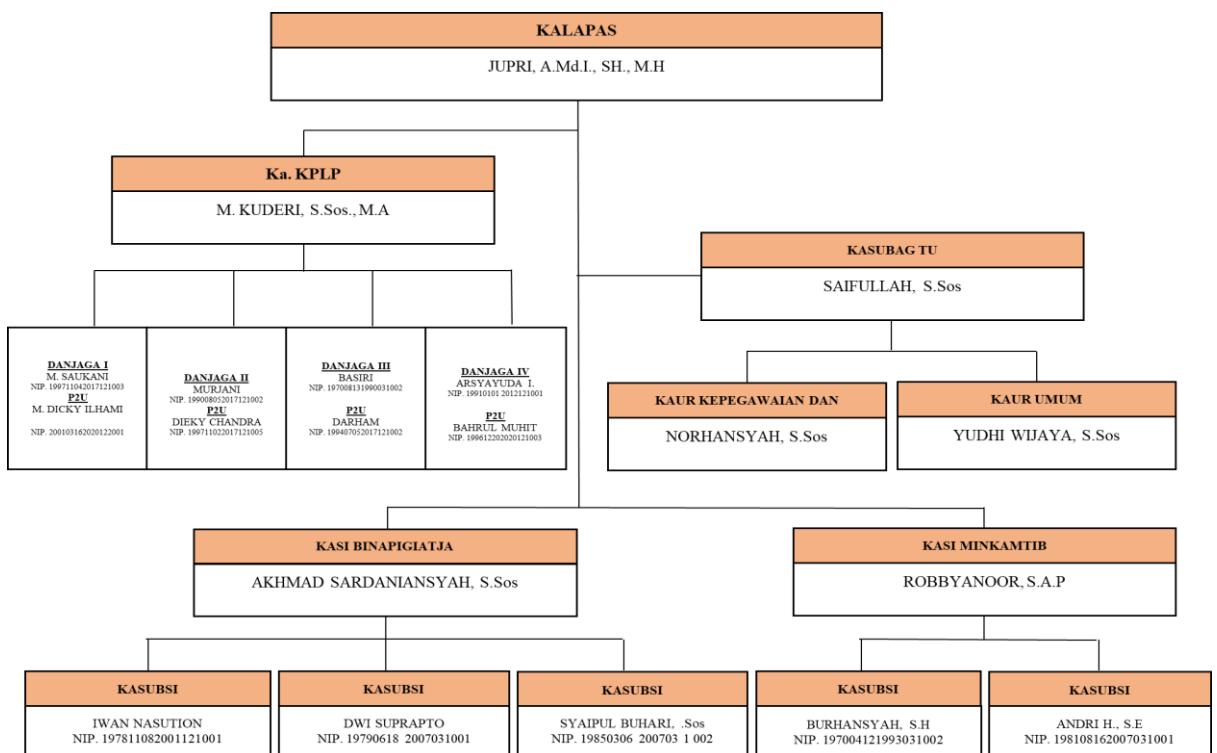 KALAPAS
JUPRI, A.Md.I., SH., M.H
Ka. KPLP
M. KUDERI, S.Sos., M.A
KASUBAG TU
SAIFULLAH, S.Sos
DANJAGA I
M. SAUKANI
NIP. 199711042017121003
P2U
M. DICKY ILHAMI
NIP. 200103162020122001
DANJAGA II
MURJANI
NIP. 199008052017121002
P2U
DIEKY CHANDRA
NIP. 199711022017121005
DANJAGA III
BASIRI
NIP. 197008131990031002
P2U
DARHAM
NIP. 199407052017121002
DANJAGA IV
ARSYAYUDA I.
NIP. 19910101 2012121001
P2U
BAHRUL MUHIT
NIP. 199612202020121003
KAUR KEPEGAWAIAN DAN
NORHANSYAH, S.Sos
KAUR UMUM
YUDHI WIJAYA, S.Sos
KASI BINAPIGIATJA
AKHMAD SARDANIANSYAH, S.Sos
KASI MINKAMTIB
ROBBYANOOR, S.A.P
KASUBSI
IWAN NASUTION
NIP. 197811082001121001
KASUBSI
DWI SUPRAPTO
NIP. 19790618 2007031001
KASUBSI
SYAIPUL BUHARI, .Sos
NIP. 19850306 200703 1 002
KASUBSI
BURHANSYAH, S.H
NIP. 197004121993031002
KASUBSI
ANDRI H., S.E
NIP. 198108162007031001